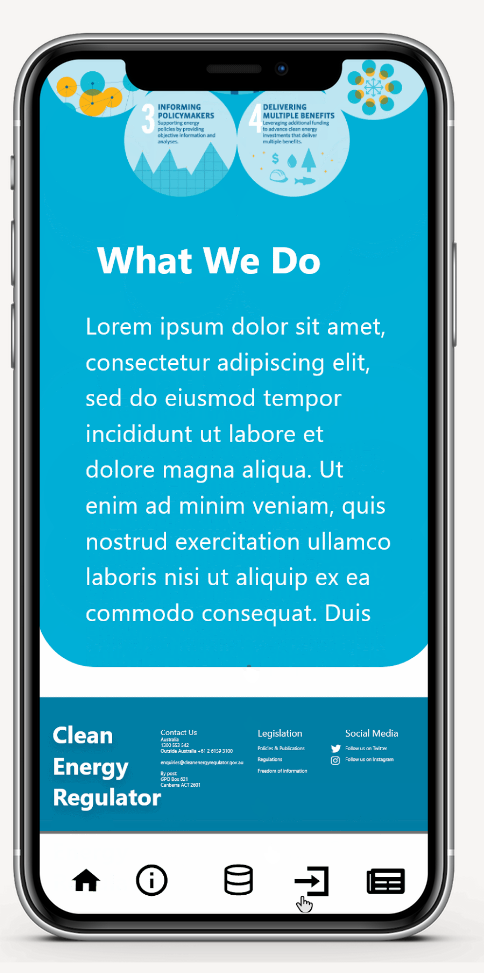 3 INFORMING
POLICYMAKERS
Supporting energy
policies by providing
objective information and
analyses.
4 DELIVERING
MULTIPLE BENEFITS
Leveraging additional funding
to advance clean energy
investments that deliver
multiple benefits.
What We Do
Lorem ipsum dolor sit amet,
consectetur adipiscing elit,
sed do eiusmod tempor
incididunt ut labore et
dolore magna aliqua. Ut
enim ad minim veniam, quis
nostrud exercitation ullamco
laboris nisi ut aliquip ex ea
commodo consequat. Duis
Clean
Energy
Regulator
Contact Us
Australia
1300 553 542
Outside Australia +61 2 6159 3100
enquiries@cleanenergyregulator.gov.au
By post
GPO Box 621
Canberra ACT 2601
Legislation
Policies & Publications
Regulations
Freedom of Information
Social Media
Follow us on Twitter
Follow us on Instagram